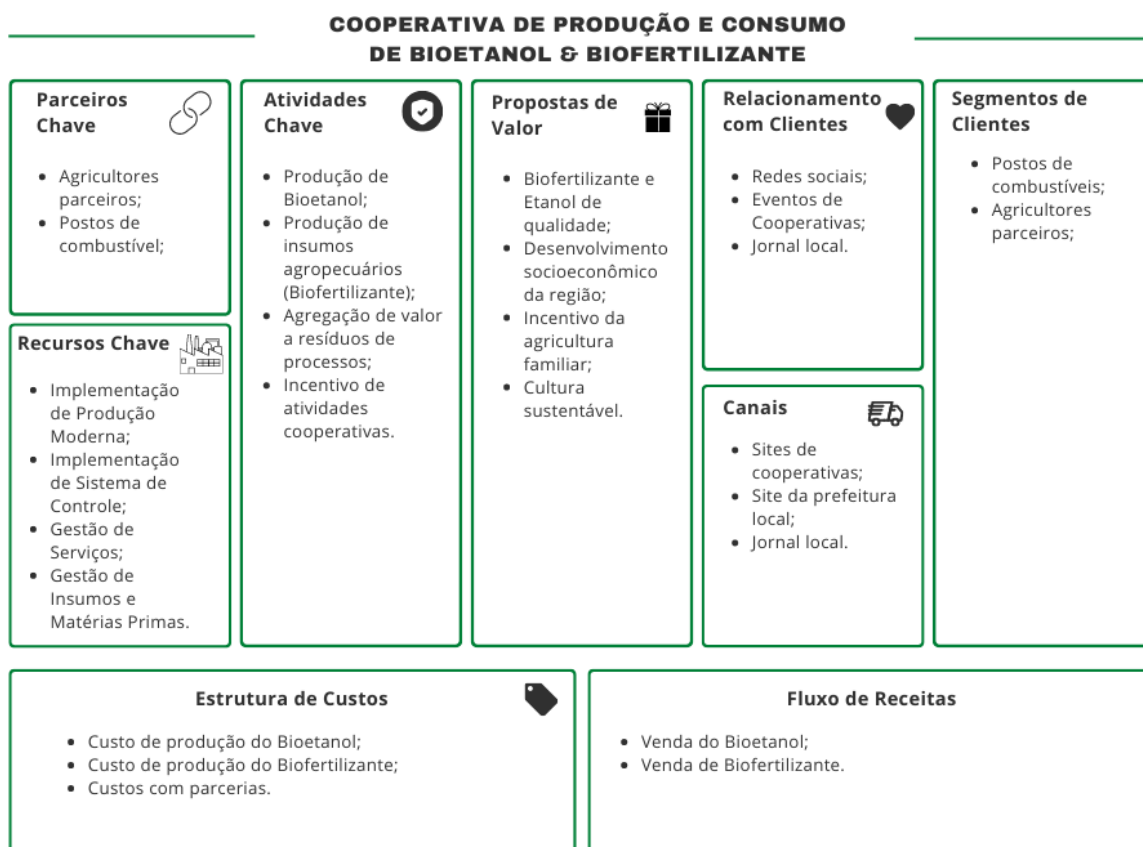 COOPERATIVA DE PRODUÇÃO E CONSUMO
DE BIOETANOL & BIOFERTILIZANTE
Parceiros
Chave
• Agricultores
parceiros;
• Postos de
combustível;
Recursos Chave
• Implementação
de Produção
Moderna;
• Implementação
de Sistema de
Controle;
• Gestão de
Serviços;
• Gestão de
Insumos e
Matérias Primas.
Atividades
Chave
• Produção de
Bioetanol;
• Produção de
insumos
agropecuários
(Biofertilizante);
• Agregação de valor
a resíduos de
processos;
• Incentivo de
atividades
cooperativas.
Propostas de
Valor
• Biofertilizante e
Etanol de
qualidade;
• Desenvolvimento
socioeconômico
da região;
• Incentivo da
agricultura
familiar;
• Cultura
sustentável.
Relacionamento
com Clientes
• Redes sociais;
• Eventos de
Cooperativas;
• Jornal local.
Canais
• Sites de
cooperativas;
• Site da prefeitura
local;
• Jornal local.
Segmentos de
Clientes
• Postos de
combustíveis;
• Agricultores
parceiros;
Estrutura de Custos
• Custo de produção do Bioetanol;
• Custo de produção do Biofertilizante;
• Custos com parcerias.
Fluxo de Receitas
• Venda do Bioetanol;
• Venda de Biofertilizante.